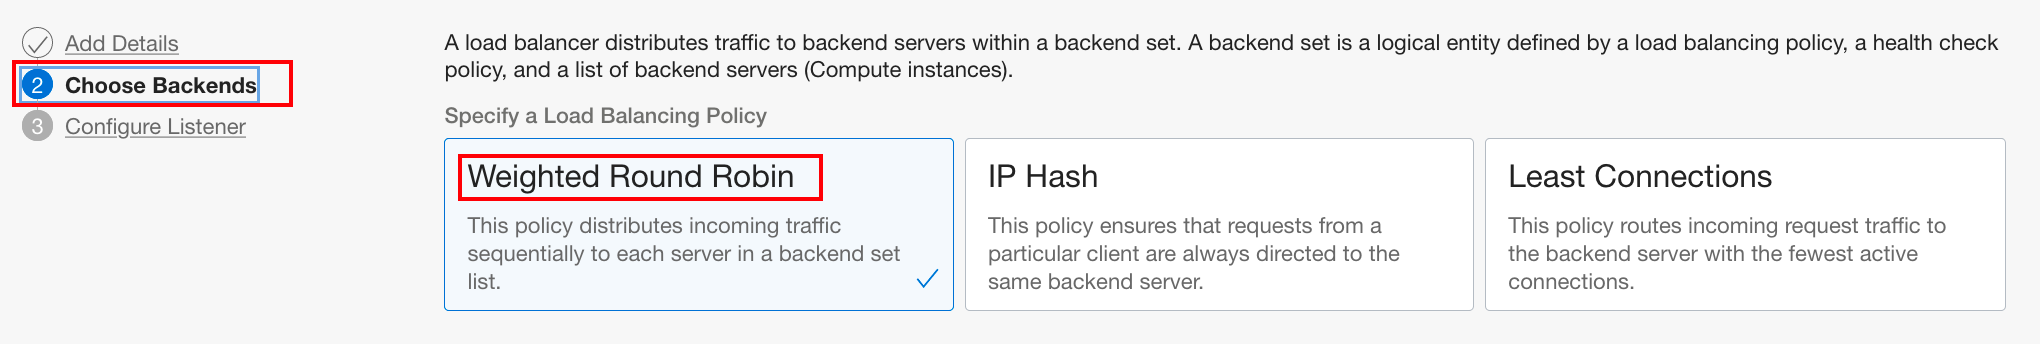 Add Details
2 Choose Backends
3 Configure Listener
A load balancer distributes traffic to backend servers within a backend set. A backend set is a logical entity defined by a load balancing policy, a health check
policy, and a list of backend servers (Compute instances).
Specify a Load Balancing Policy
Weighted Round Robin
This policy distributes incoming traffic
sequentially to each server in a backend set
list.
IP Hash
This policy ensures that requests from a
particular client are always directed to the
same backend server.
Least Connections
This policy routes incoming request traffic to
the backend server with the fewest active
connections.